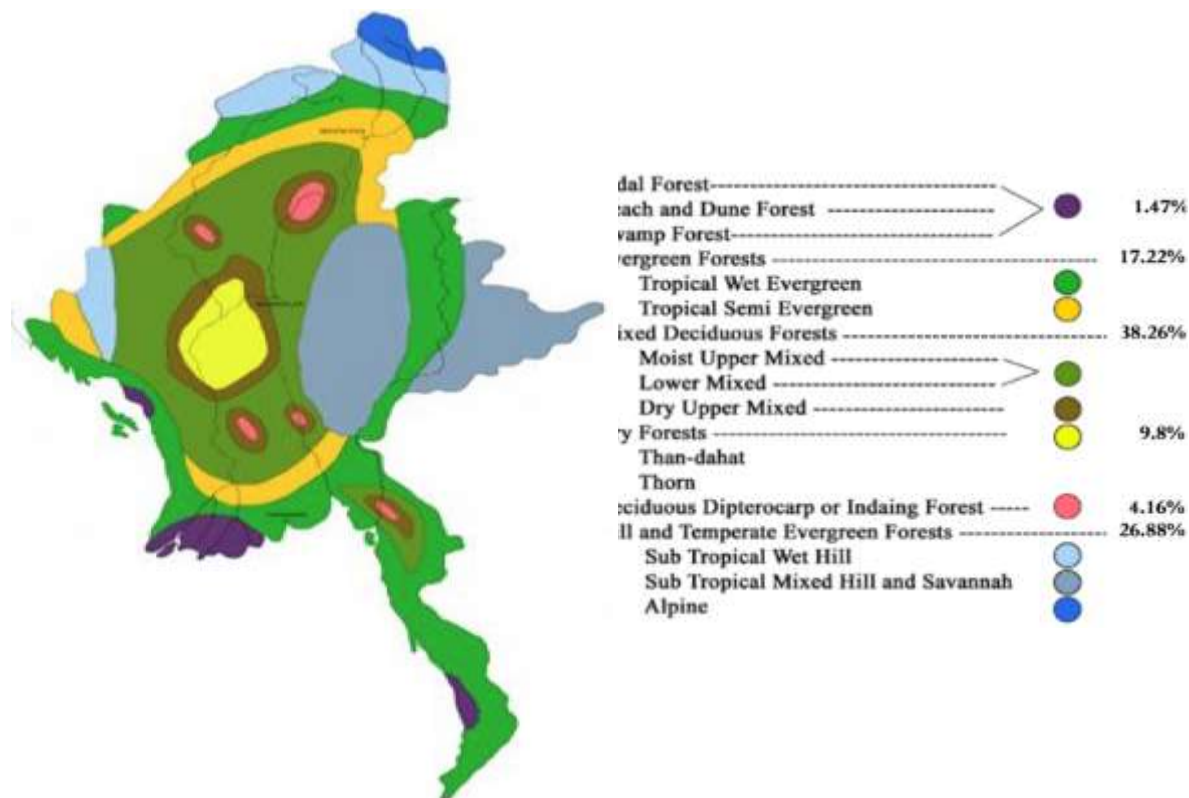 dal Forest 
each and Dune Forest 1.47%
wamp Forest
vergreen Forests 17.22%
Tropical Wet Evergreen
Tropical Semi Evergreen
ixed Deciduous Forests 38.26%
Moist Upper Mixed
Lower Mixed
Dry Upper Mixed
ry Forests 9.8%
Than-dahat
Thorn
eciduous Dipterocarp or Indaing Forest 4.16%
ill and Temperate Evergreen Forests 26.88%
Sub Tropical Wet Hill
Sub Tropical Mixed Hill and Savannah
Alpine